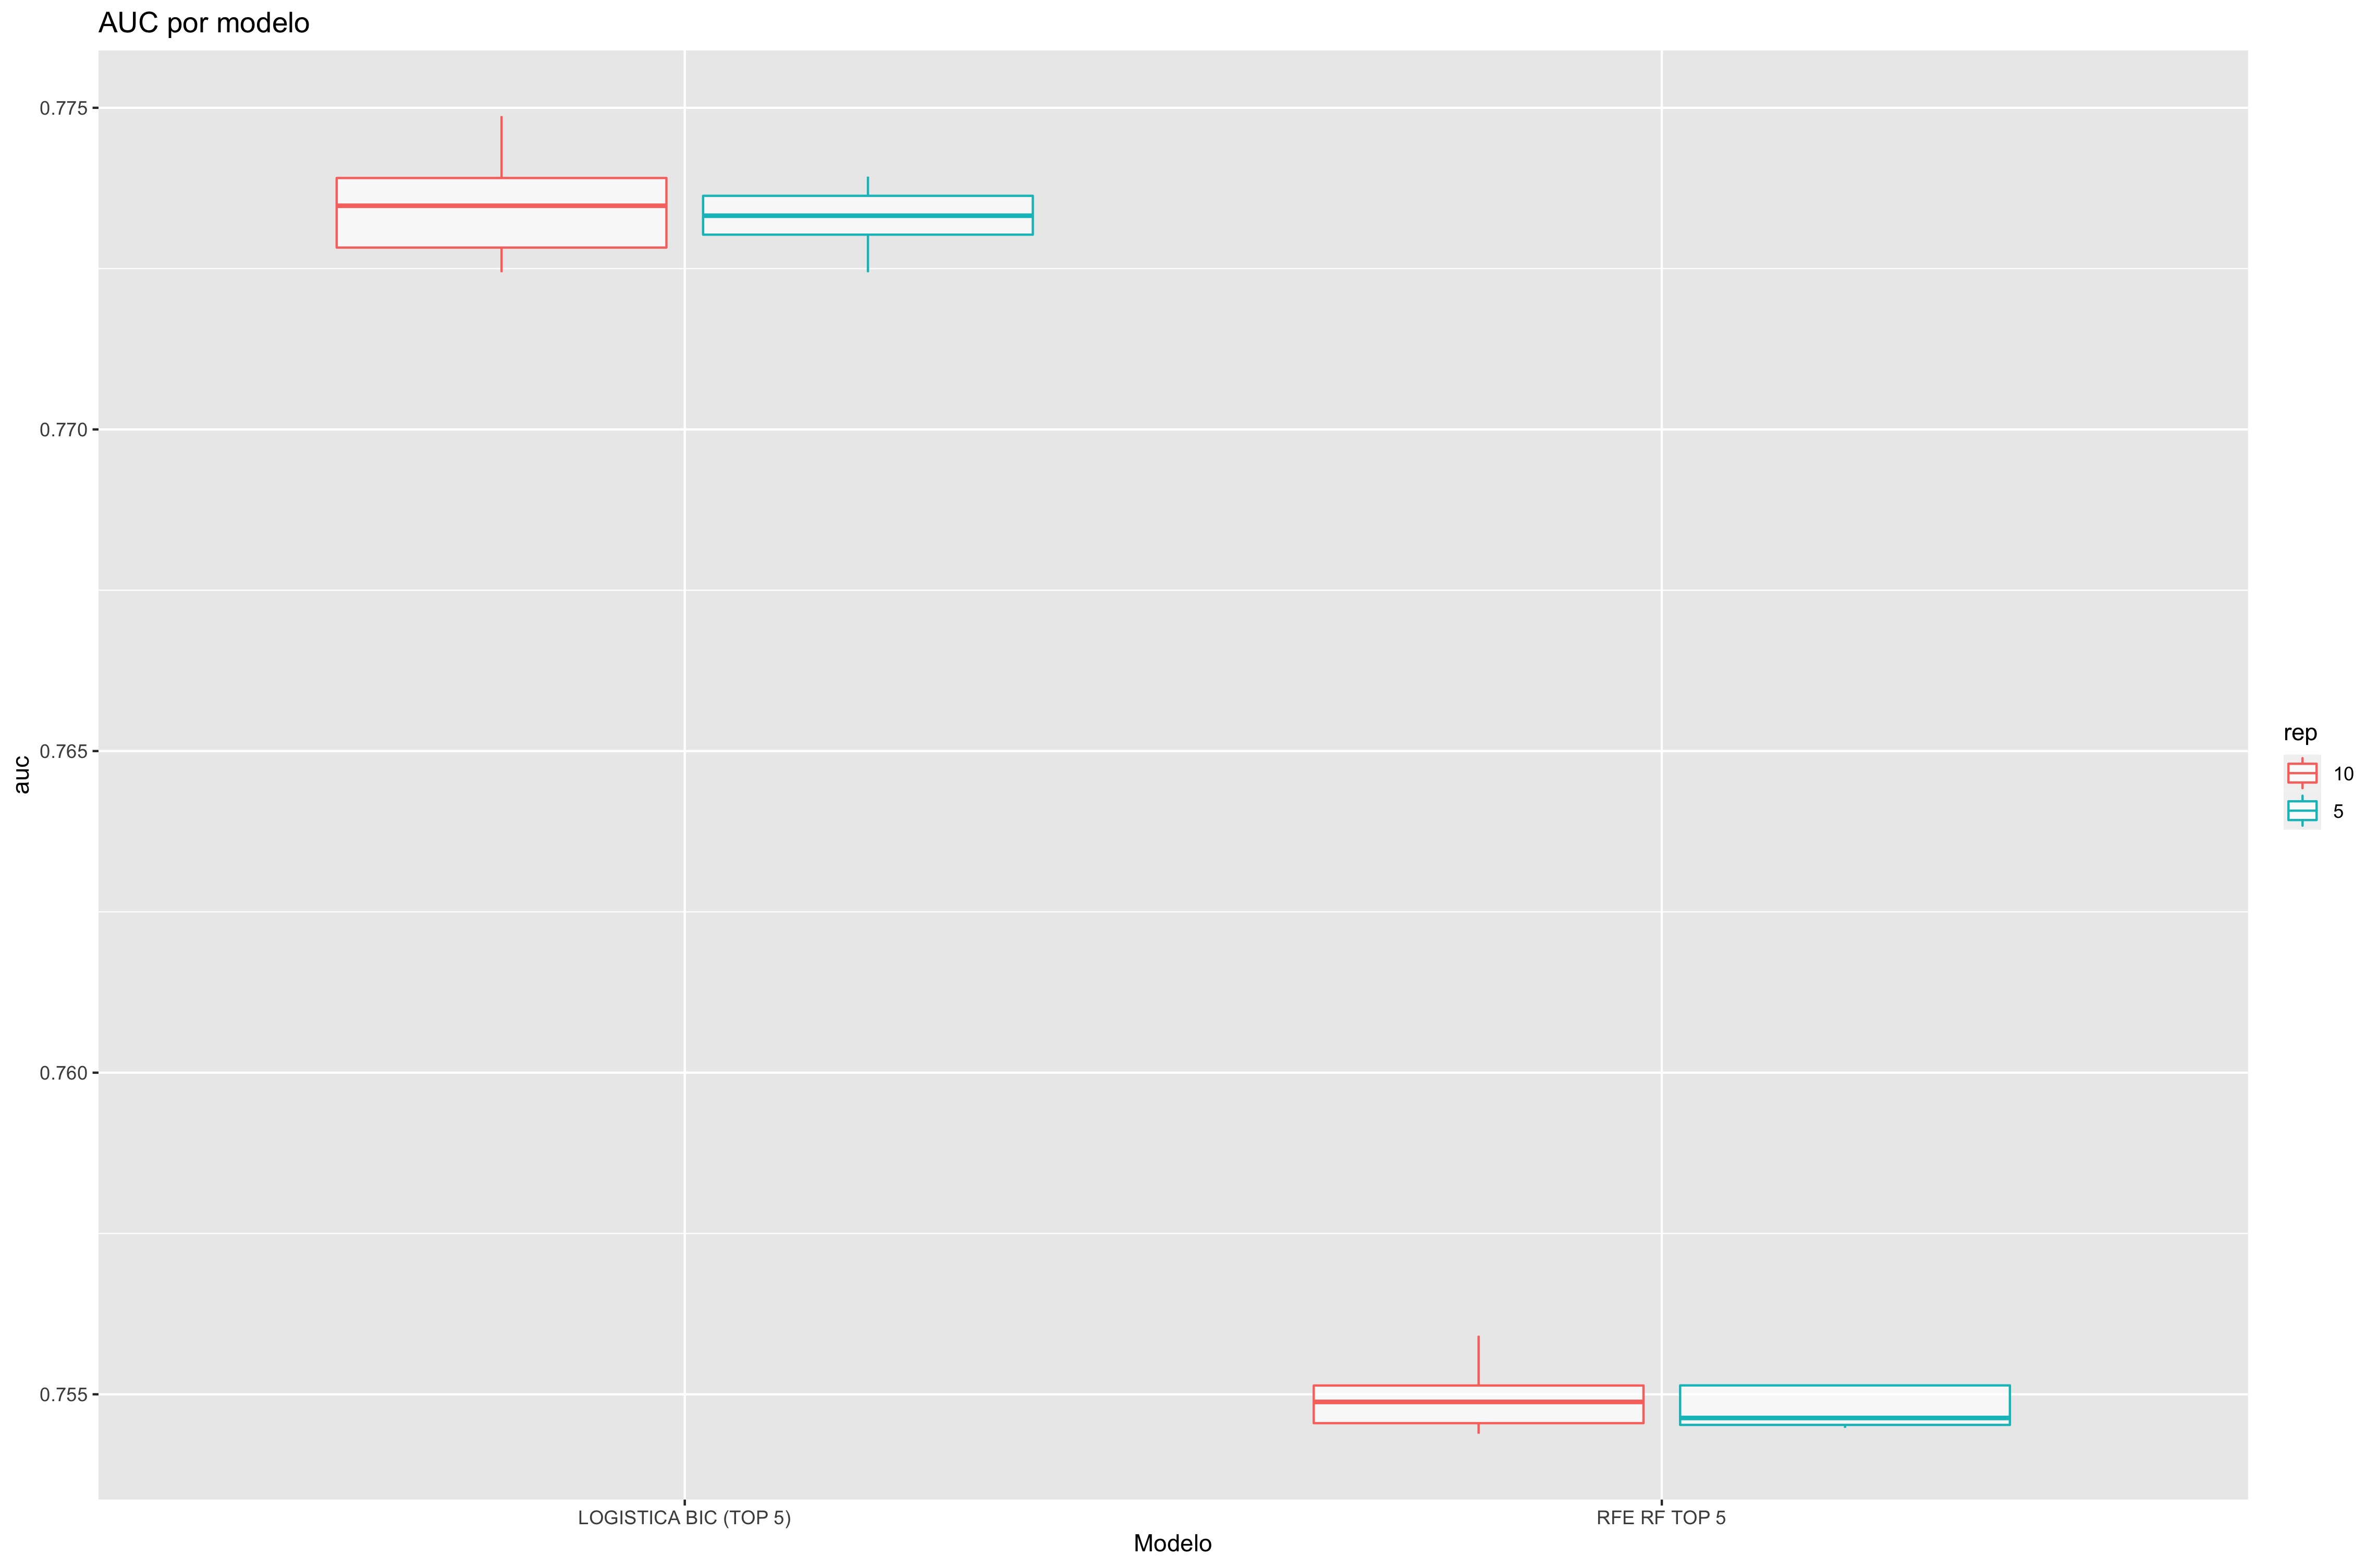 AUC por modelo
0.775
0.770
0.765
0.760
0.755
auc
LOGISTICA BIC (TOP 5)
RFE RF TOP 5
Modelo
rep
10
5